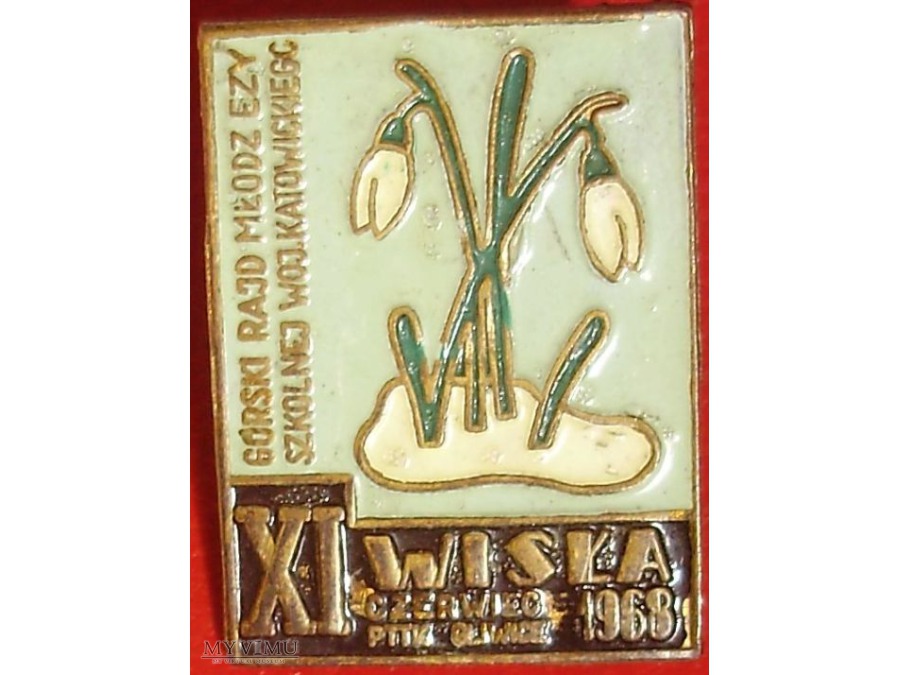 GÓRSKI RAJD MŁODZ EZY
SZKOLNEJ WOJ.KATOWICKIEGO
XI
WISŁA
CZERWIEC 1968
PTTK GLIWICE
MYVIMU